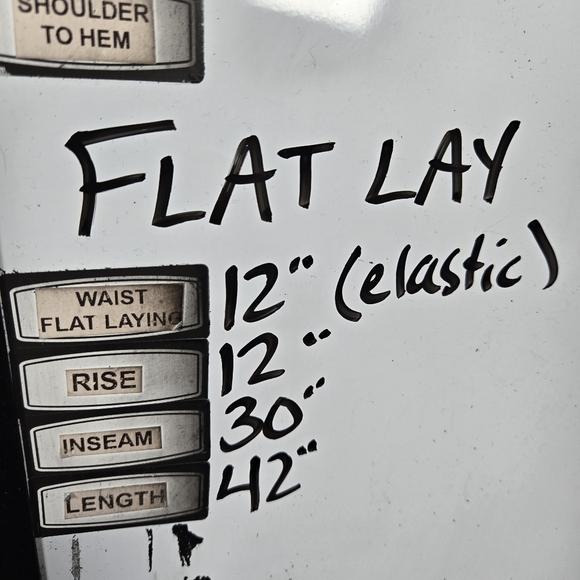 SHOULDER
TO HEM
FLAT LAY
WAIST
FLAT LAYING 12" (elastic)
RISE 12"
INSEAM 30"
LENGTH 42"